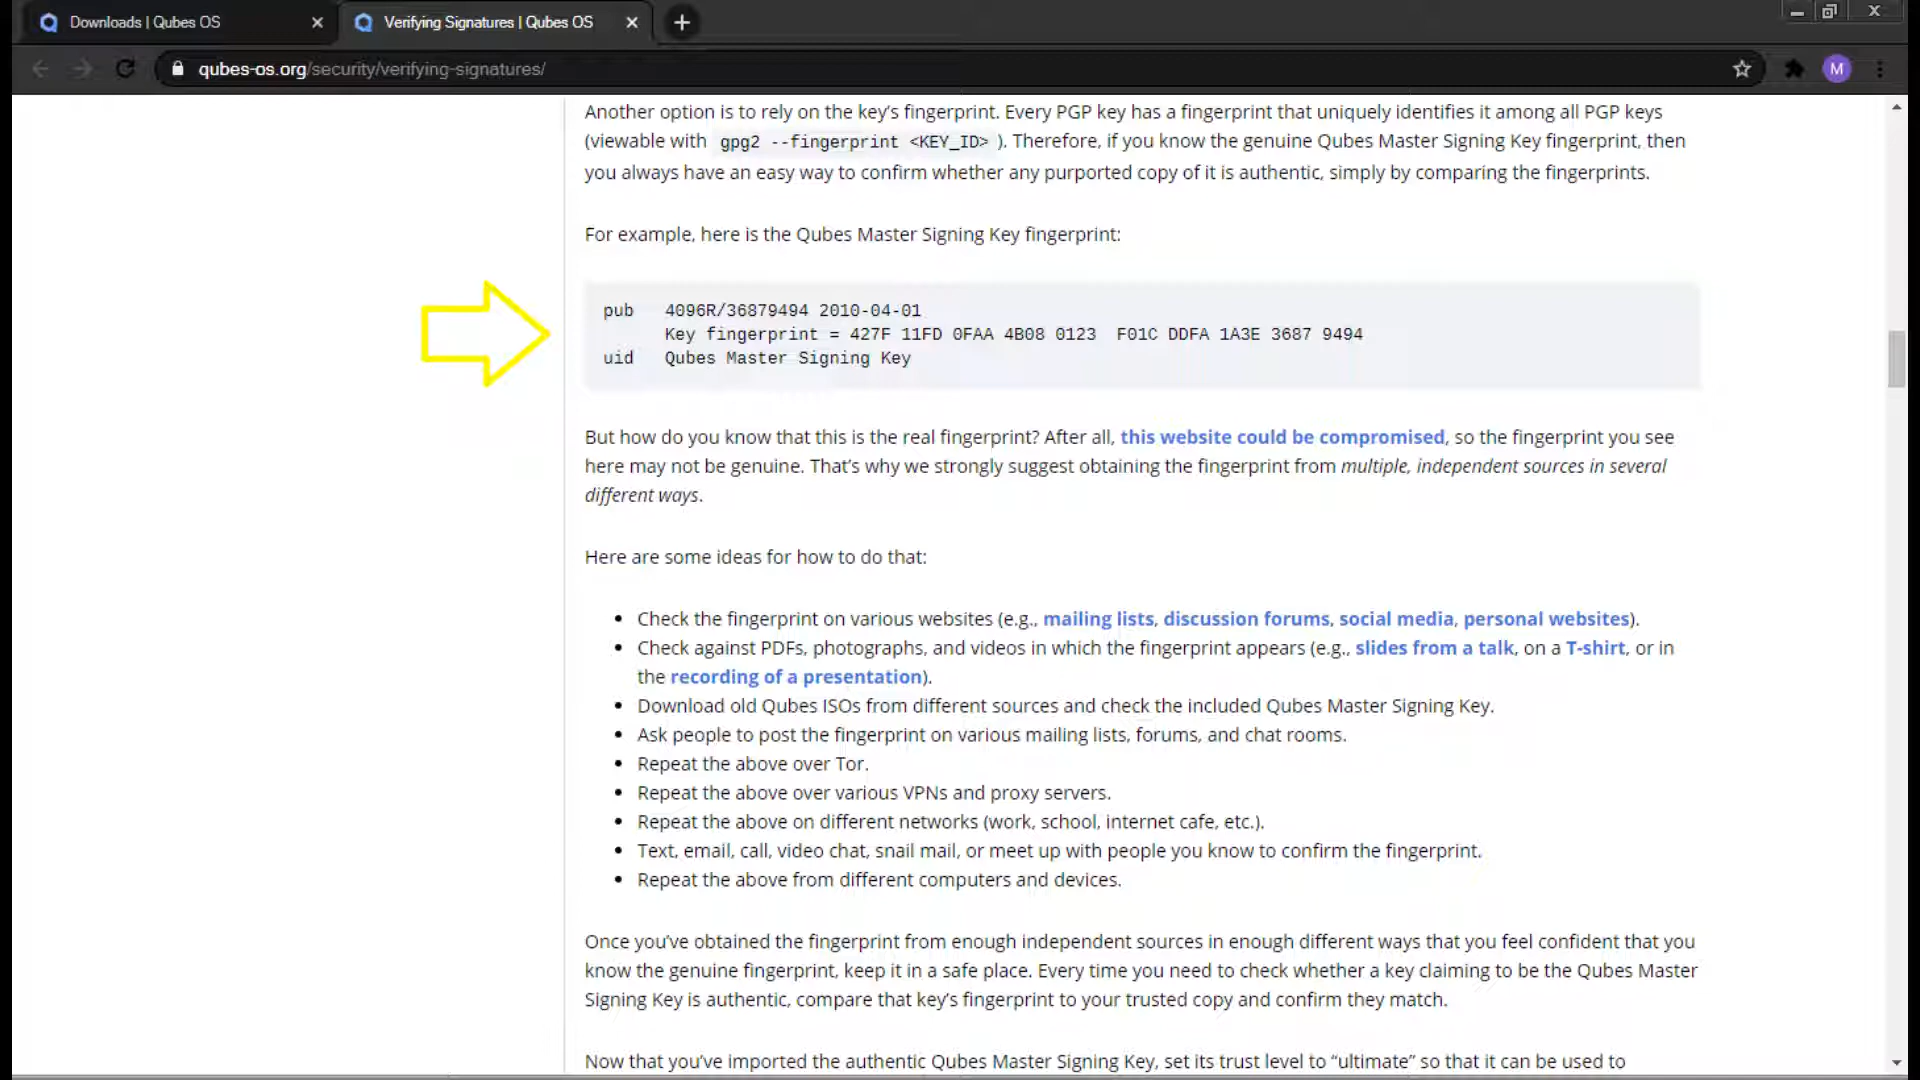 Downloads | Qubes OS
Verifying Signatures | Qubes OS
qubes-os.org/security/verifying-signatures/
M
Another option is to rely on the key’s fingerprint. Every PGP key has a fingerprint that uniquely identifies it among all PGP keys
(viewable with gpg2 --fingerprint <KEY_ID> ). Therefore, if you know the genuine Qubes Master Signing Key fingerprint, then
you always have an easy way to confirm whether any purported copy of it is authentic, simply by comparing the fingerprints.
For example, here is the Qubes Master Signing Key fingerprint:
pub 4096R/36879494 2010-04-01
Key fingerprint = 427F 11FD 0FAA 4B08 0123 F01C DDFA 1A3E 3687 9494
uid Qubes Master Signing Key
But how do you know that this is the real fingerprint? After all, this website could be compromised, so the fingerprint you see
here may not be genuine. That’s why we strongly suggest obtaining the fingerprint from multiple, independent sources in several
different ways.
Here are some ideas for how to do that:
• Check the fingerprint on various websites (e.g., mailing lists, discussion forums, social media, personal websites).
• Check against PDFs, photographs, and videos in which the fingerprint appears (e.g., slides from a talk, on a T-shirt, or in
the recording of a presentation).
• Download old Qubes ISOs from different sources and check the included Qubes Master Signing Key.
• Ask people to post the fingerprint on various mailing lists, forums, and chat rooms.
• Repeat the above over Tor.
• Repeat the above over various VPNs and proxy servers.
• Repeat the above on different networks (work, school, internet cafe, etc.).
• Text, email, call, video chat, snail mail, or meet up with people you know to confirm the fingerprint.
• Repeat the above from different computers and devices.
Once you’ve obtained the fingerprint from enough independent sources in enough different ways that you feel confident that you
know the genuine fingerprint, keep it in a safe place. Every time you need to check whether a key claiming to be the Qubes Master
Signing Key is authentic, compare that key’s fingerprint to your trusted copy and confirm they match.
Now that you’ve imported the authentic Qubes Master Signing Key, set its trust level to “ultimate” so that it can be used to